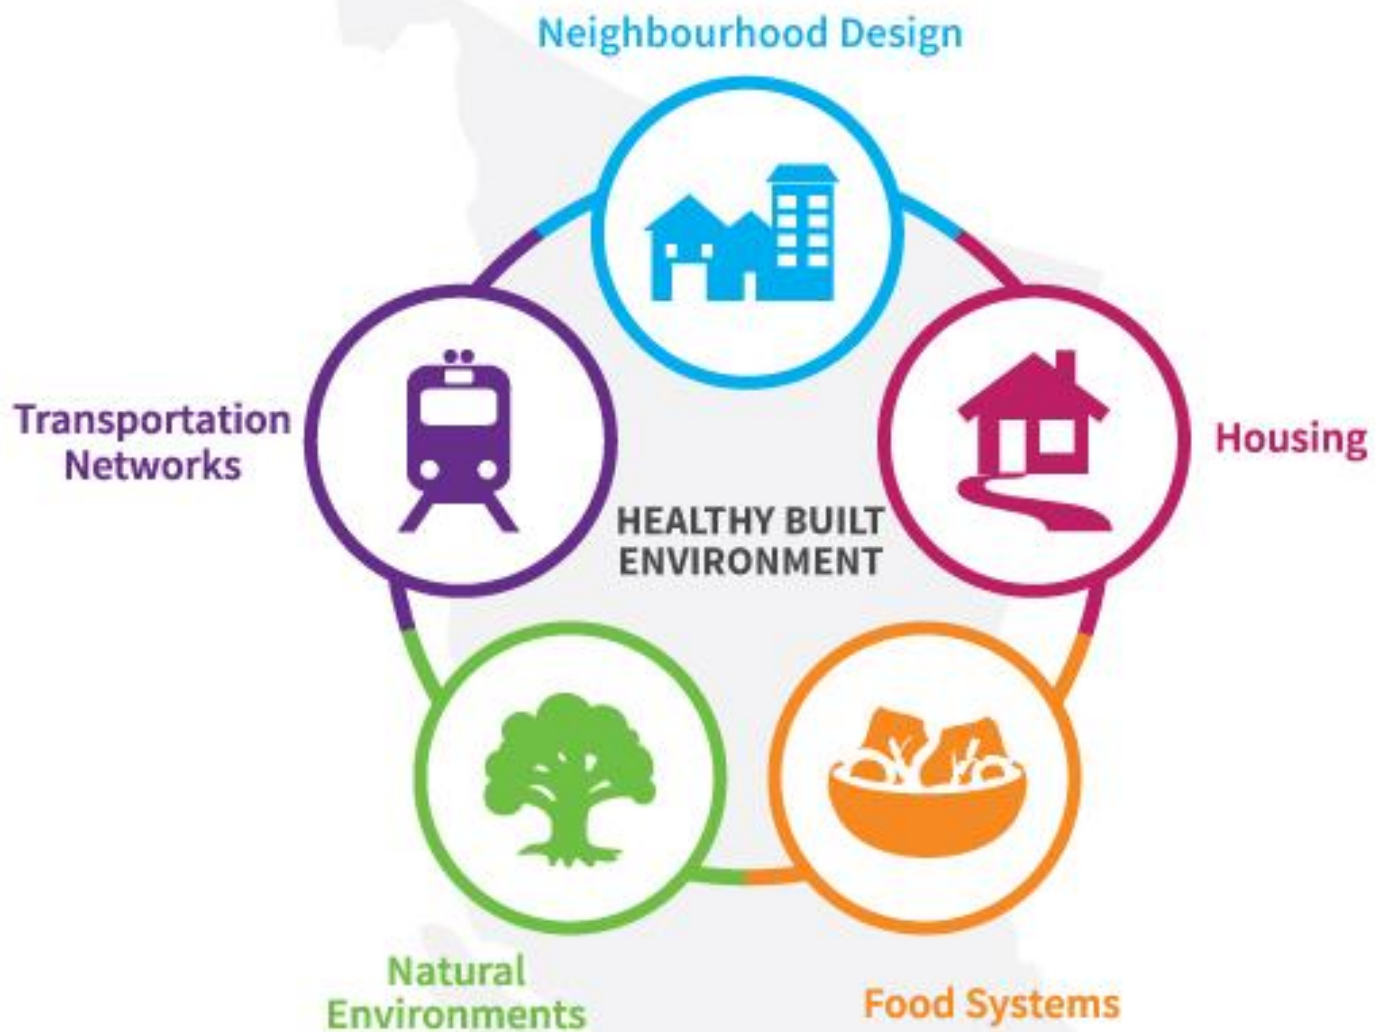 Neighbourhood Design
Transportation
Networks
Housing
HEALTHY BUILT
ENVIRONMENT
Natural
Environments
Food Systems